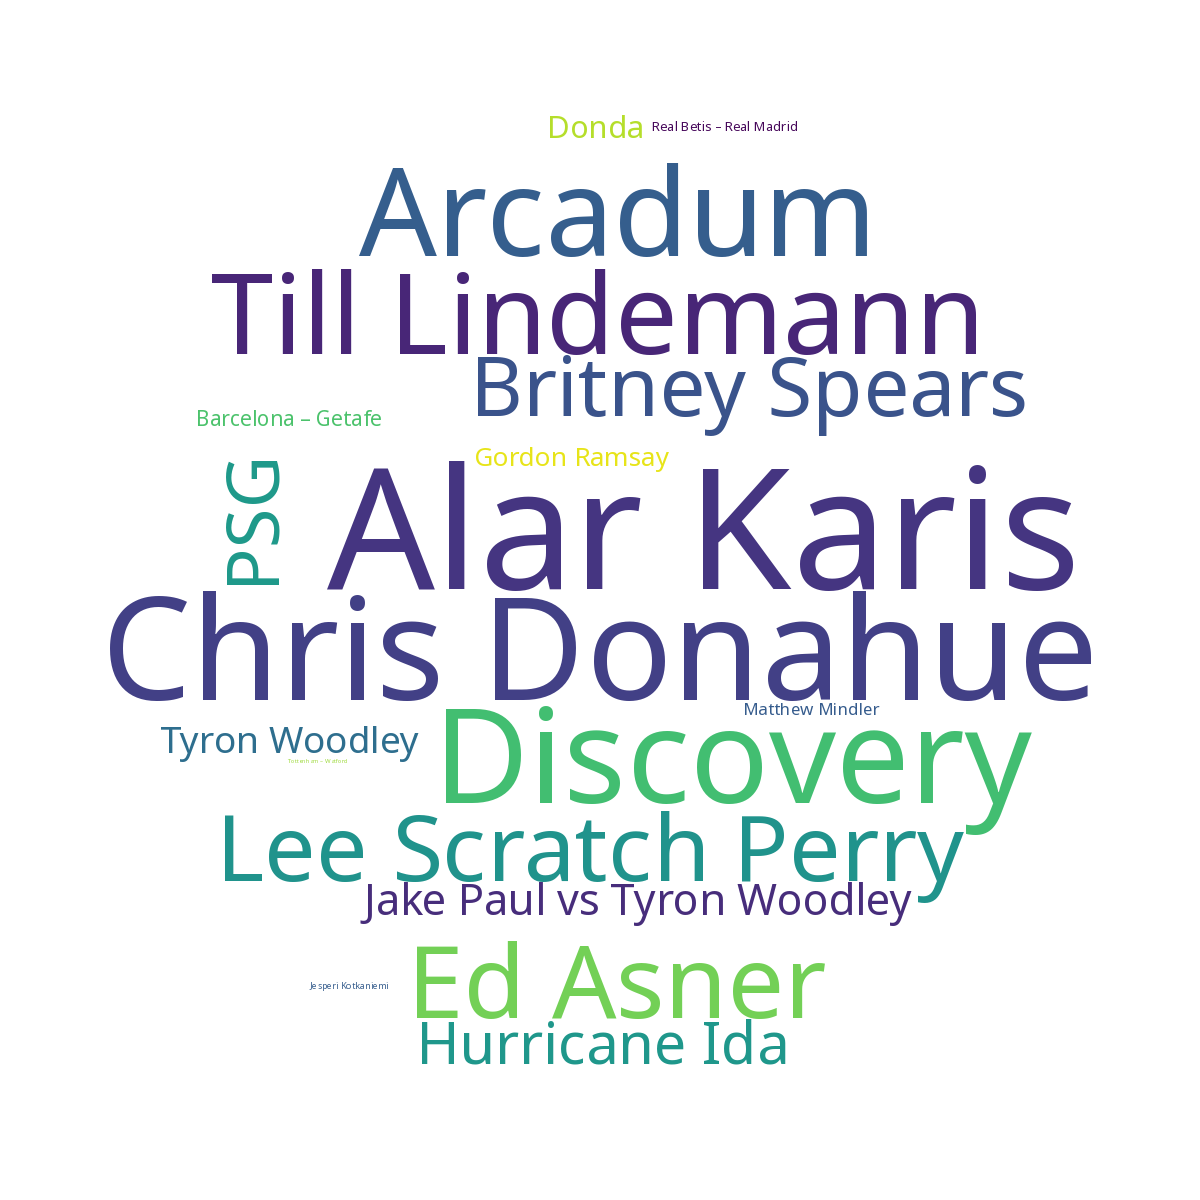 Donda
Real Betis – Real Madrid
Arcadum
Till Lindemann
Britney Spears
Barcelona – Getafe
Gordon Ramsay
PSG
Alar Karis
Chris Donahue
Matthew Mindler
Discovery
Tyron Woodley
Tottenham – Watford
Lee Scratch Perry
Jake Paul vs Tyron Woodley
Ed Asner
Jesperi Kotkaniemi
Hurricane Ida